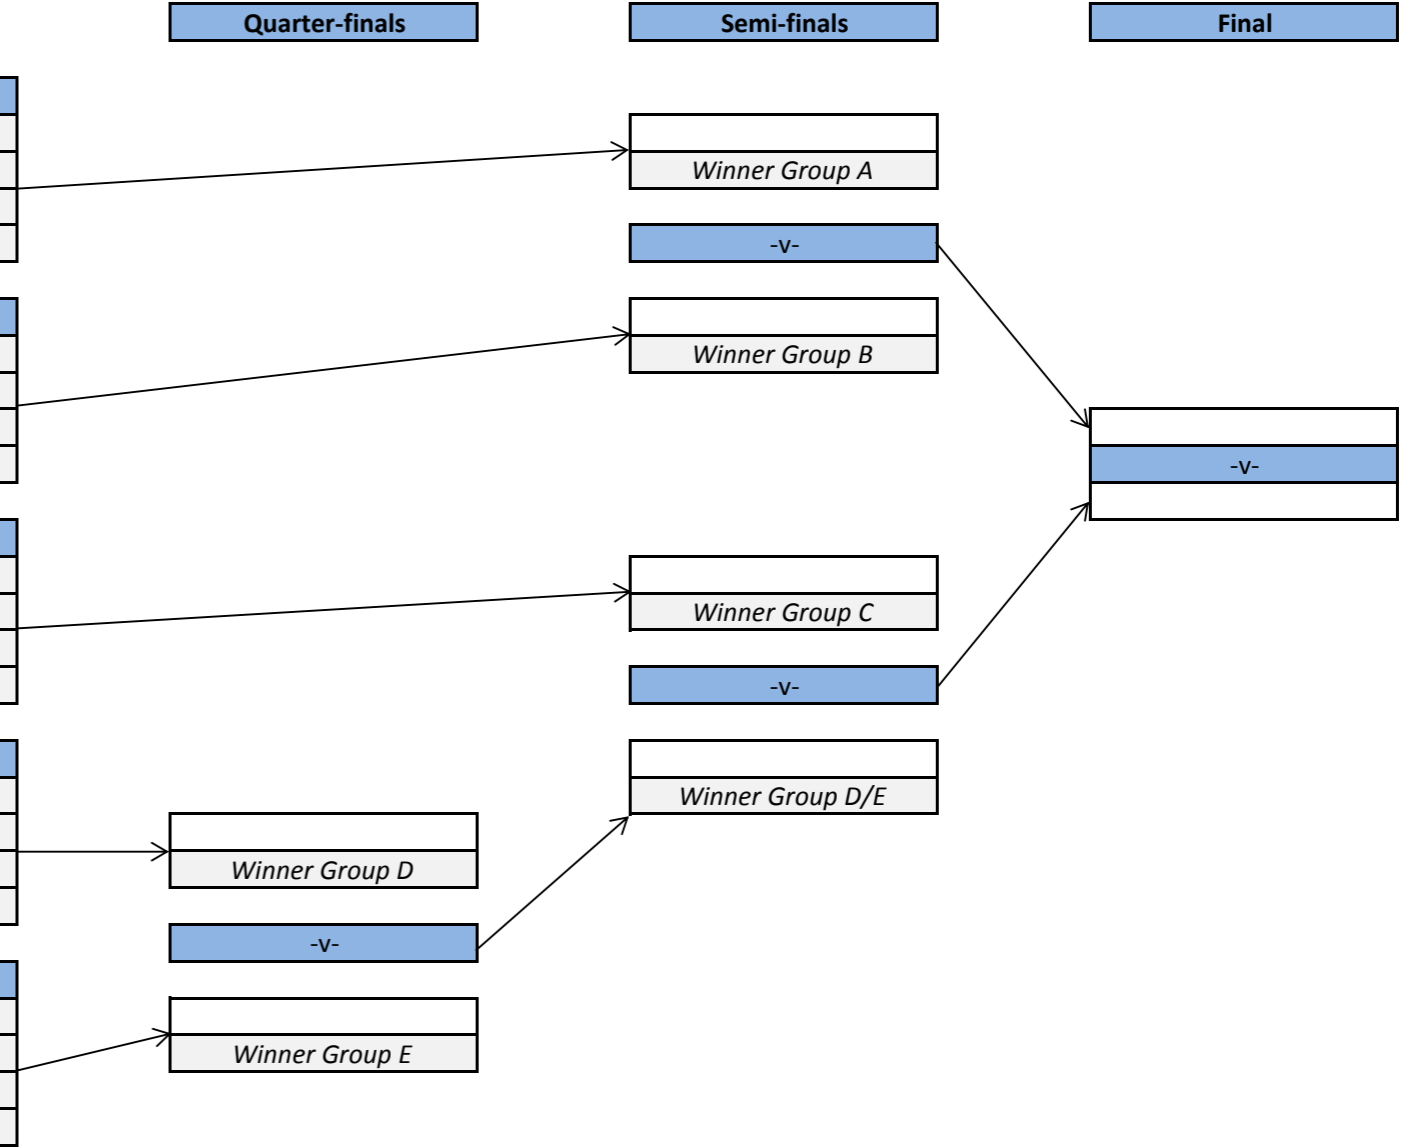 Quarter-finals
Semi-finals
Final
Winner Group A
-v-
Winner Group B
-v-
Winner Group C
-v-
Winner Group D/E
Winner Group D
-v-
Winner Group E